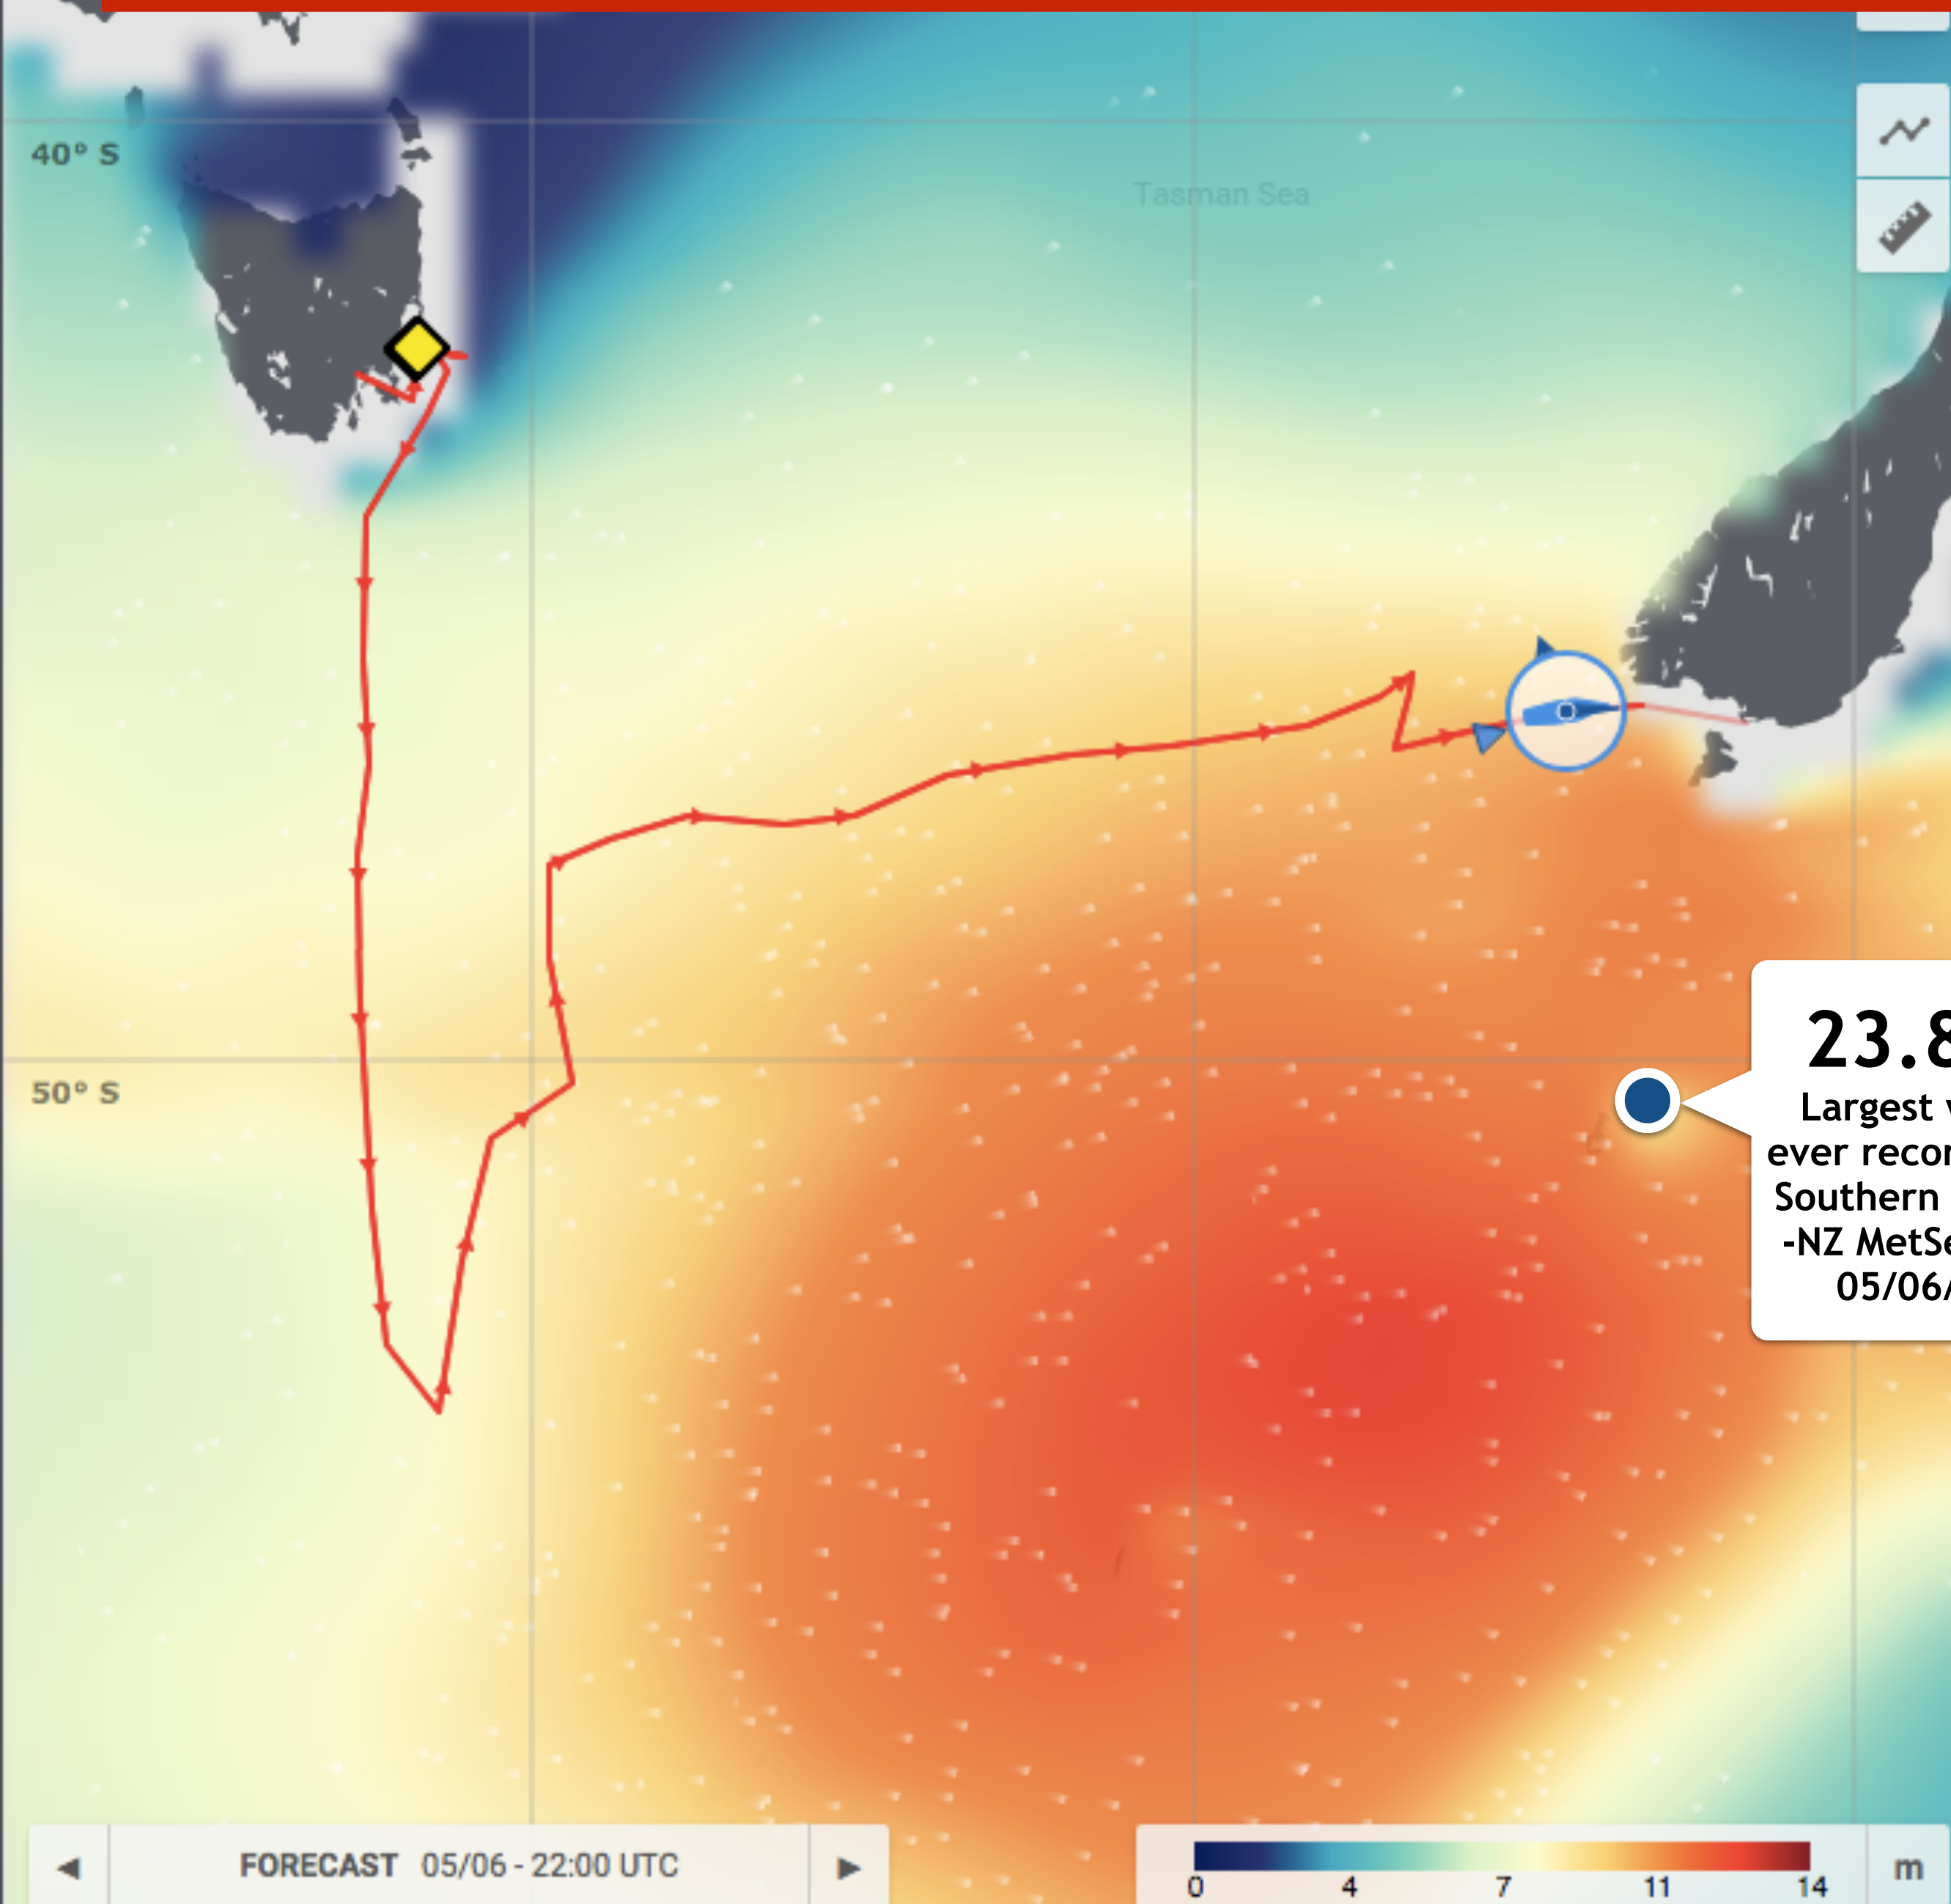 40° S
Tasman Sea
50° S
23.8
Largest
ever recor
Southern
-NZ MetSe
05/06/
FORECAST 05/06 - 22:00 UTC
0 4 7 11 14
m